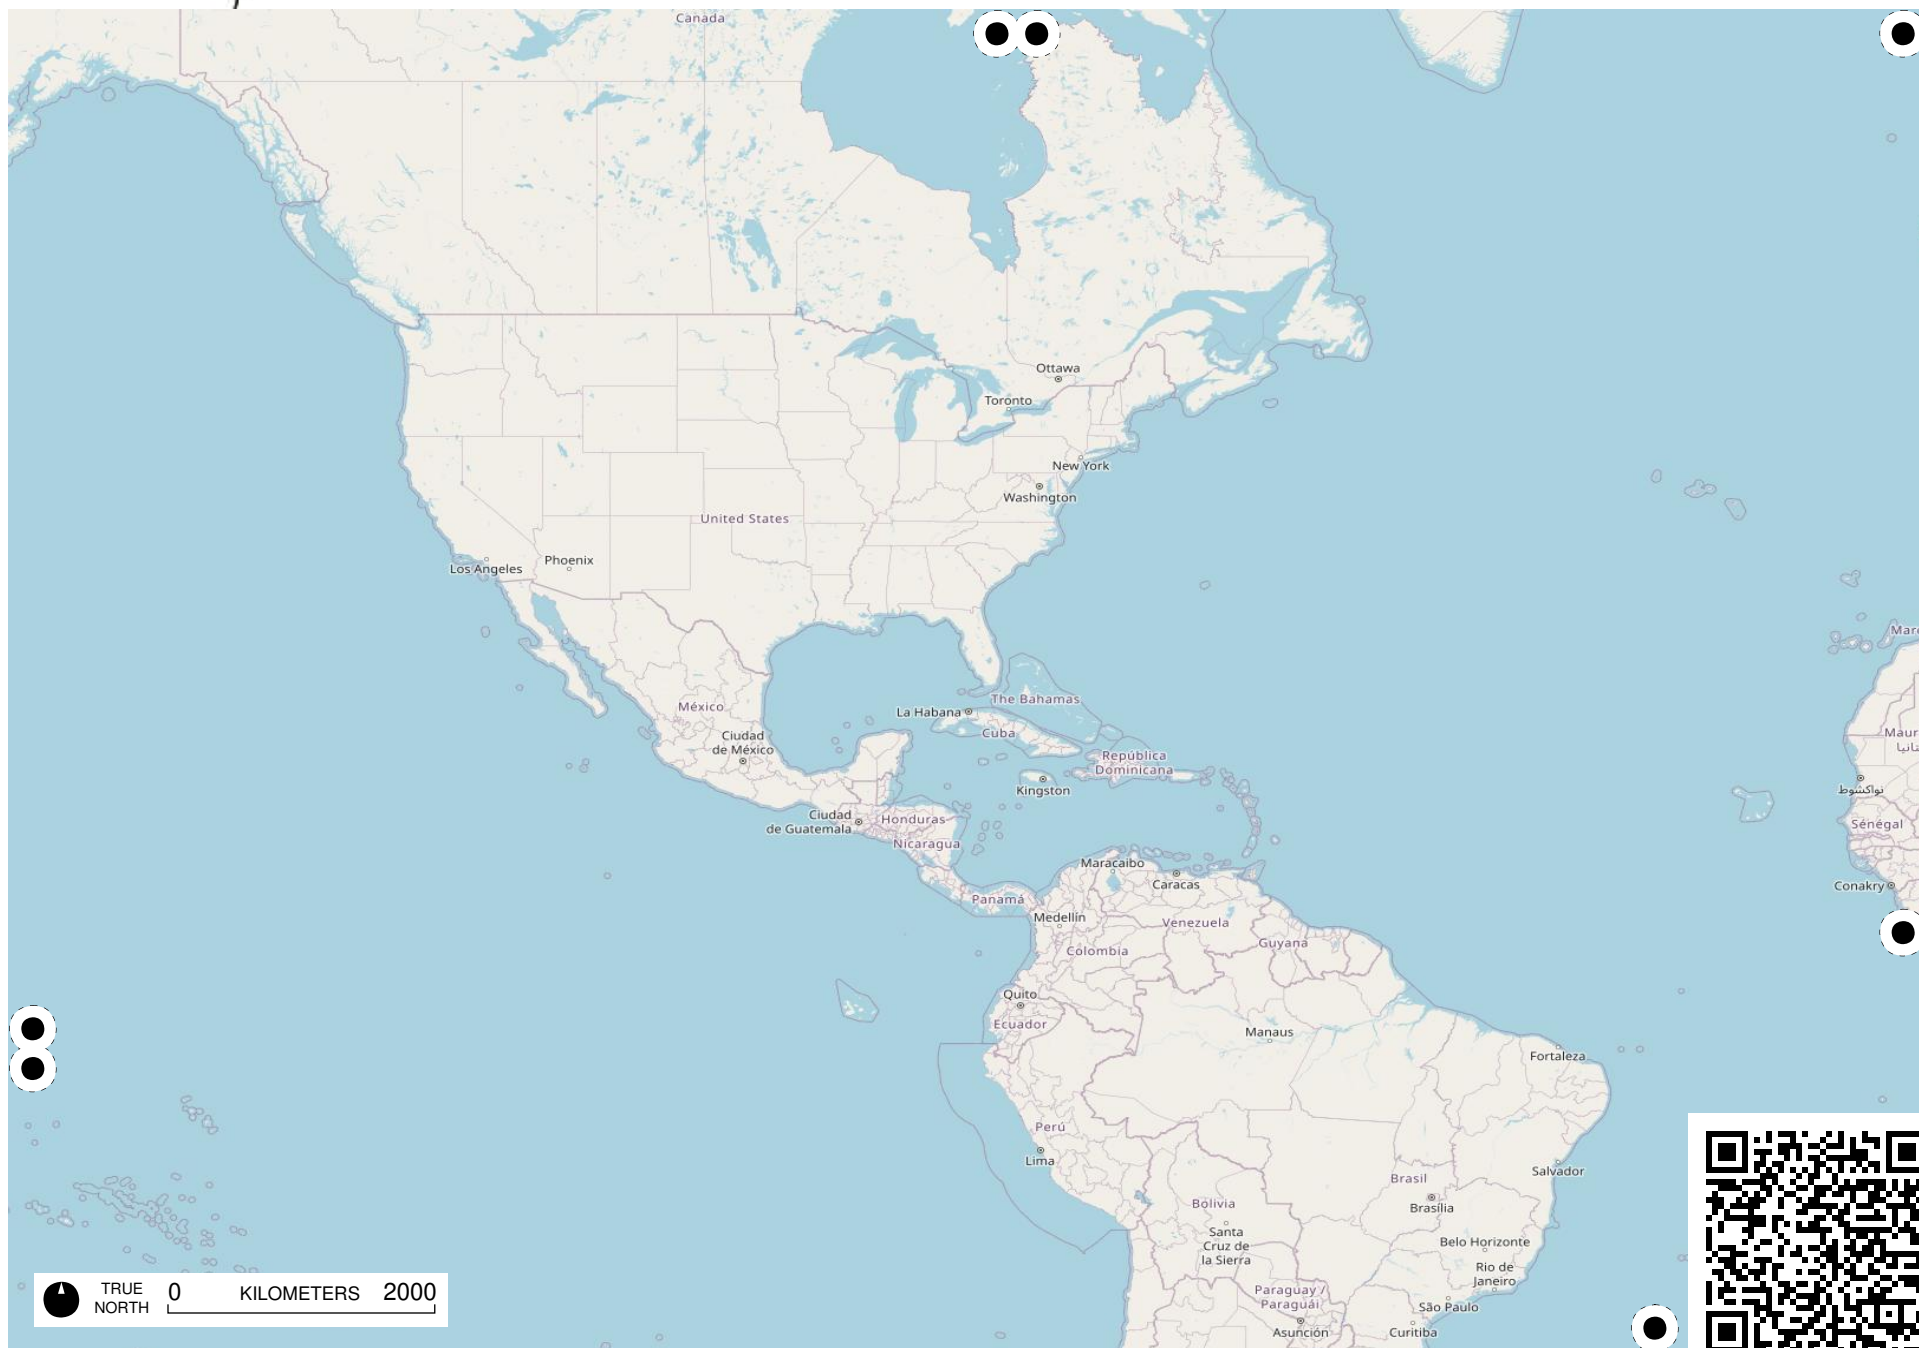 Canada
Ottawa
Toronto
New York
Washington
United States
Los Angeles
Phoenix
México
Ciudad
de México
La Habana
The Bahamas
Cuba
República
Dominicana
Kingston
Ciudad
de Guatemala
Honduras
Nicaragua
Panamá
Maracaibo
Caracas
Medellín
Venezuela
Guyana
Colombia
Quito
Ecuador
Manaus
Fortaleza
Perú
Lima
Salvador
Brasil
Brasília
Bolivia
Santa
Cruz de
la Sierra
Belo Horizonte
Rio de
Janeiro
Paraguay /
Paraguái
São Paulo
Asunción
Curitiba
نواكشوط
Sénégal
Conakry
TRUE
NORTH
0 KILOMETERS 2000